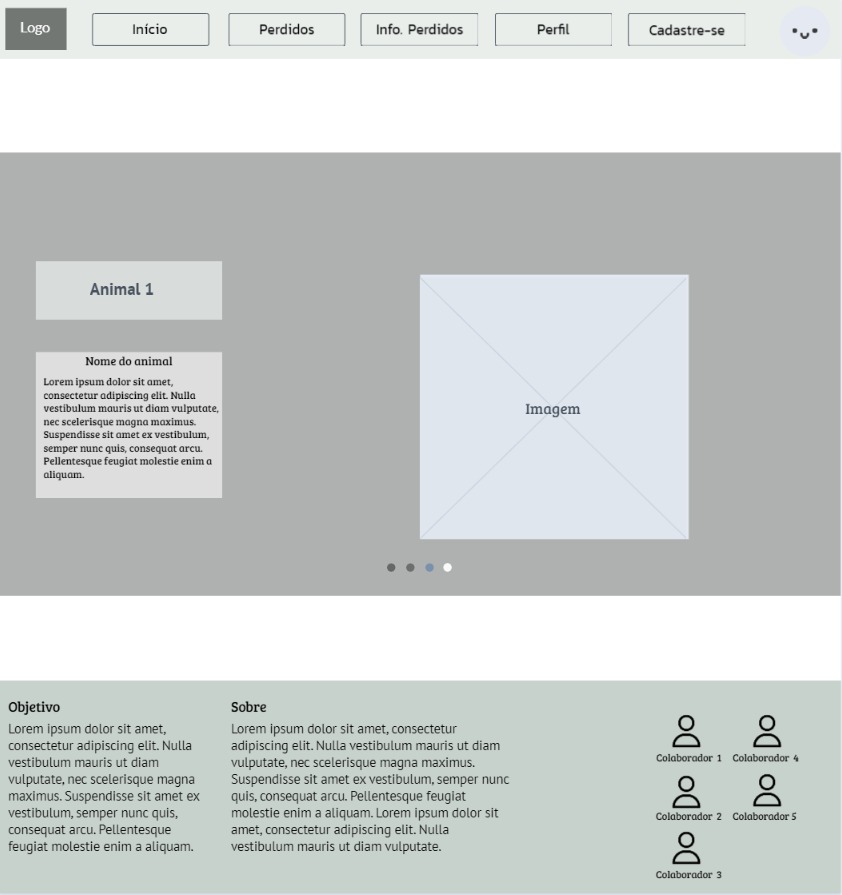 Logo
Início
Perdidos
Info. Perdidos
Perfil
Cadastre-se
Animal 1
Nome do animal
Lorem ipsum dolor sit amet,
consectetur adipiscing elit. Nulla
vestibulum mauris ut diam vulputate,
nec scelerisque magna maximus.
Suspendisse sit amet ex vestibulum,
semper nunc quis, consequat arcu.
Pellentesque feugiat molestie enim a
aliquam.
Imagem
Objetivo
Lorem ipsum dolor sit amet,
consectetur adipiscing elit. Nulla
vestibulum mauris ut diam
vulputate, nec scelerisque magna
maximus. Suspendisse sit amet ex
vestibulum, semper nunc quis,
consequat arcu. Pellentesque
feugiat molestie enim a aliquam.
Sobre
Lorem ipsum dolor sit amet, consectetur
adipiscing elit. Nulla vestibulum mauris ut diam
vulputate, nec scelerisque magna maximus.
Suspendisse sit amet ex vestibulum, semper nunc
quis, consequat arcu. Pellentesque feugiat
molestie enim a aliquam. Lorem ipsum dolor sit
amet, consectetur adipiscing elit. Nulla
vestibulum mauris ut diam vulputate.
Colaborador 1
Colaborador 4
Colaborador 2
Colaborador 5
Colaborador 3